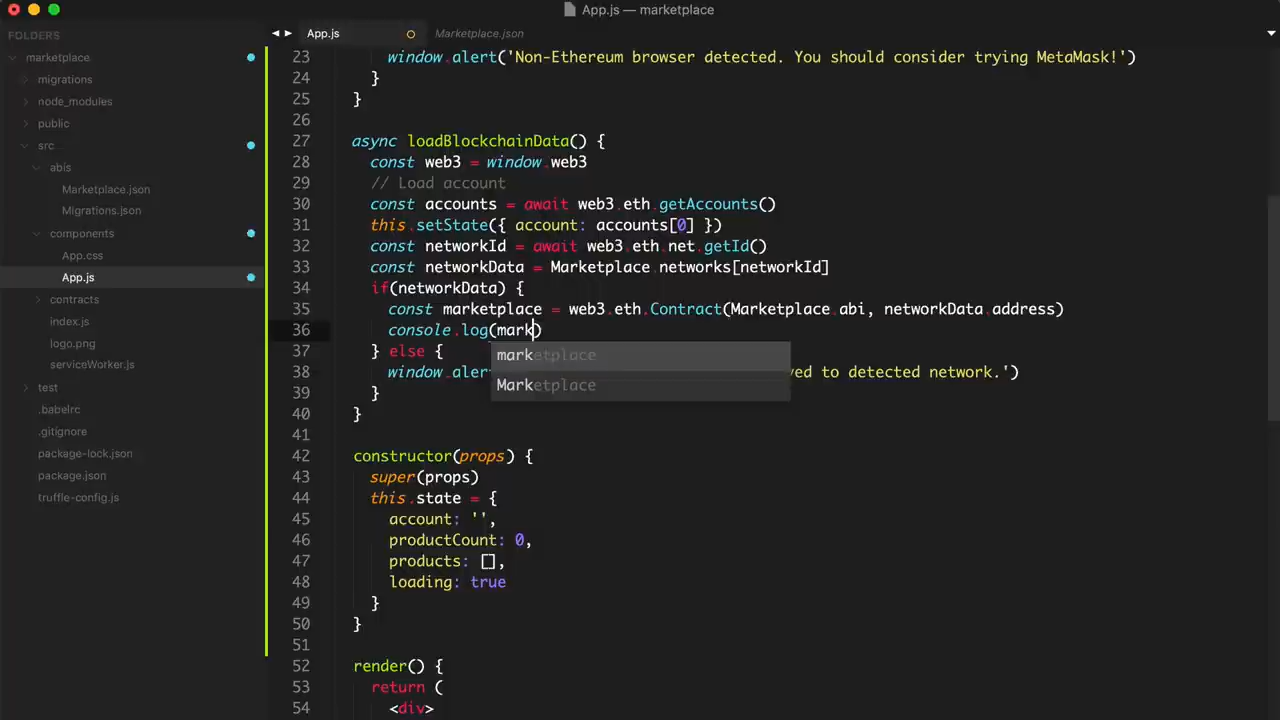 App.js — marketplace
FOLDERS
marketplace
migrations
node_modules
public
src
abis
Marketplace.json
Migrations.json
components
App.css
App.js
contracts
index.js
logo.png
serviceWorker.js
test
.babelrc
.gitignore
package-lock.json
package.json
truffle-config.js
App.js
Marketplace.json
23 window.alert('Non-Ethereum browser detected. You should consider trying MetaMask!')
24 }
25 }
26
27 async loadBlockchainData() {
28 const web3 = window.web3
29 // Load account
30 const accounts = await web3.eth.getAccounts()
31 this.setState({ account: accounts[0] })
32 const networkId = await web3.eth.net.getId()
33 const networkData = Marketplace.networks[networkId]
34 if(networkData) {
35 const marketplace = web3.eth.Contract(Marketplace.abi, networkData.address)
36 console.log(mark)
marketplace
Marketplace
37 } else {
38 window.aler ved to detected network.')
39 }
40 }
41
42 constructor(props) {
43 super(props)
44 this.state = {
45 account: '',
46 productCount: 0,
47 products: [],
48 loading: true
49 }
50 }
51
52 render() {
53 return (
54 <div>